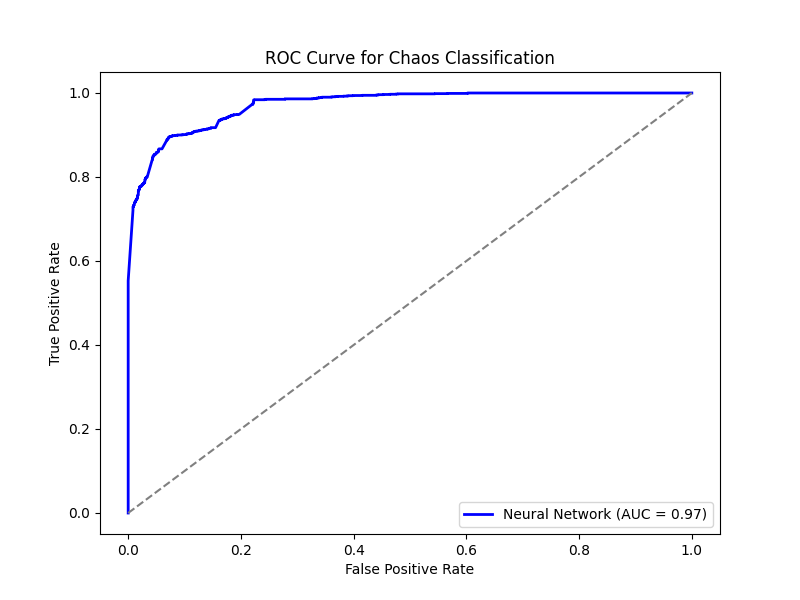 ROC Curve for Chaos Classification
True Positive Rate
1.0
0.8
0.6
0.4
0.2
0.0
0.0 0.2 0.4 0.6 0.8 1.0
False Positive Rate
Neural Network (AUC = 0.97)